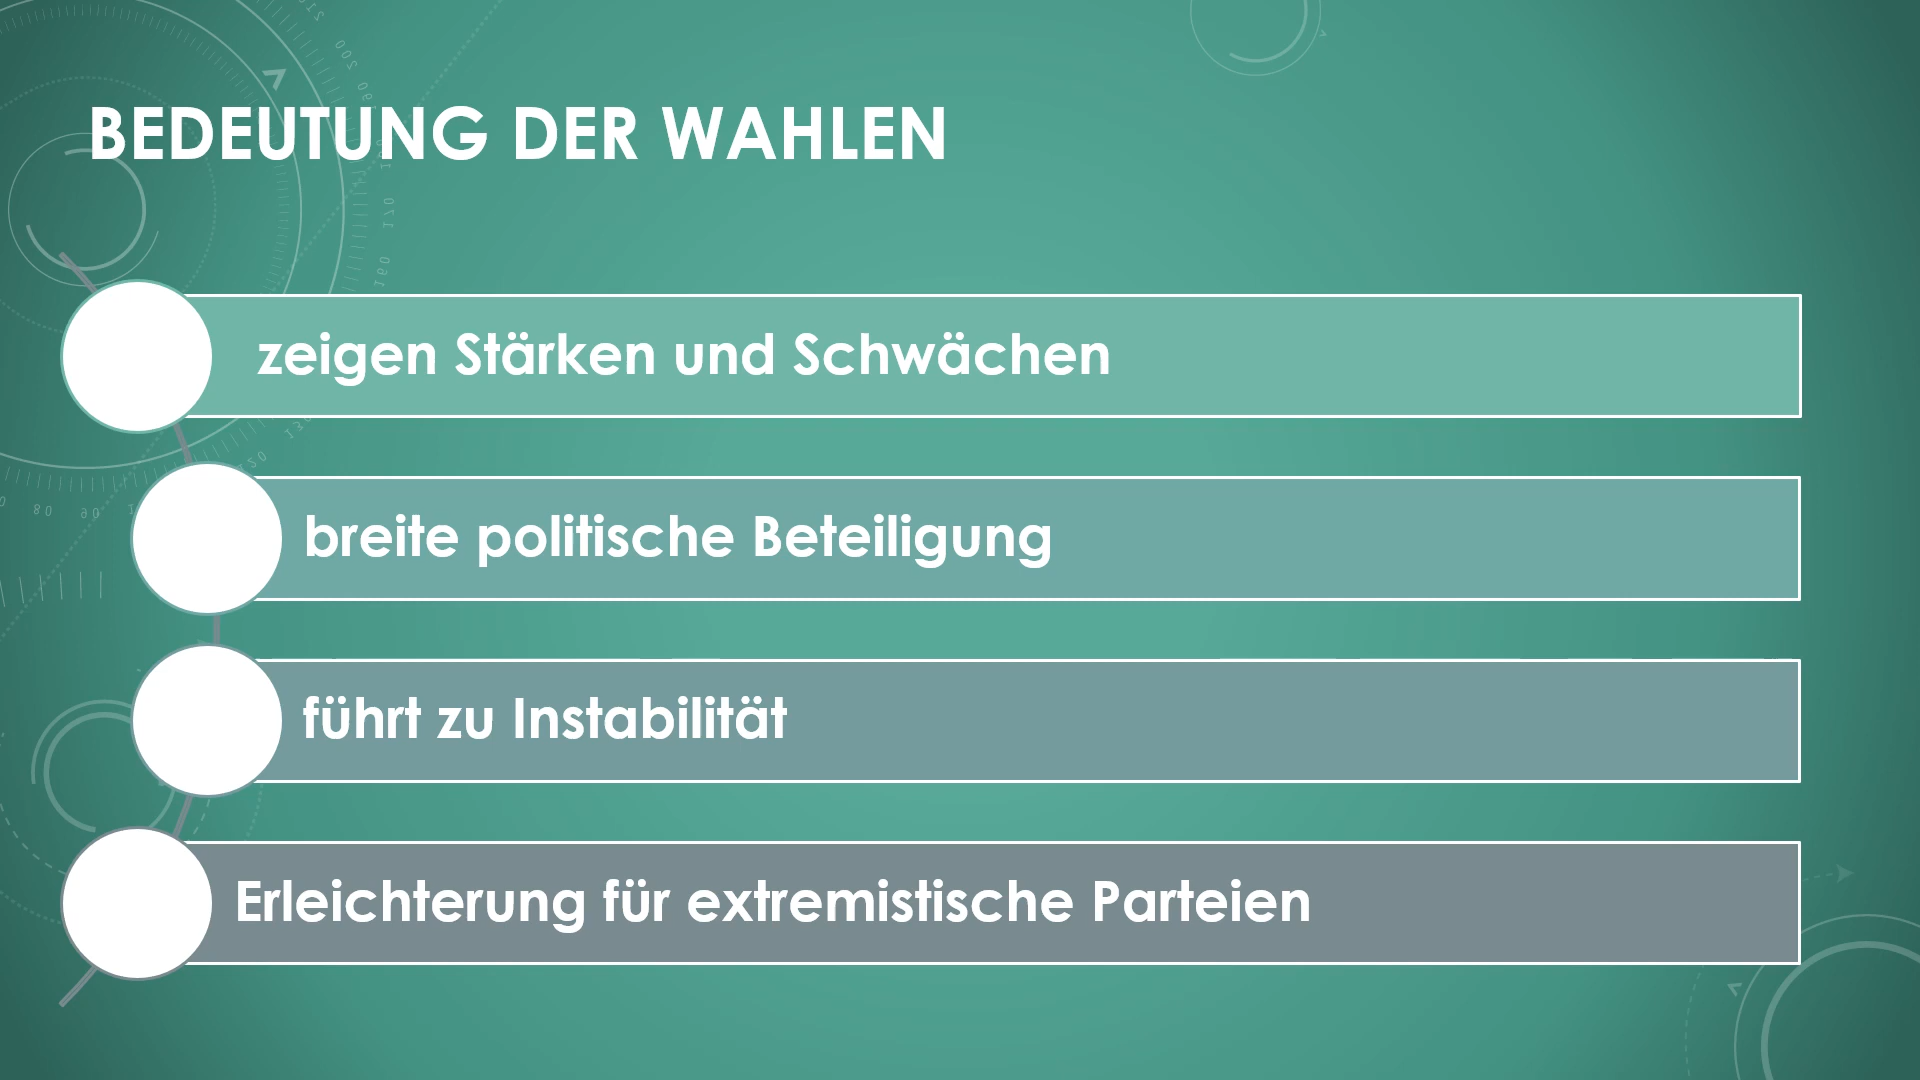 BEDEUTUNG DER WAHLEN
zeigen Stärken und Schwächen
breite politische Beteiligung
führt zu Instabilität
Erleichterung für extremistische Parteien